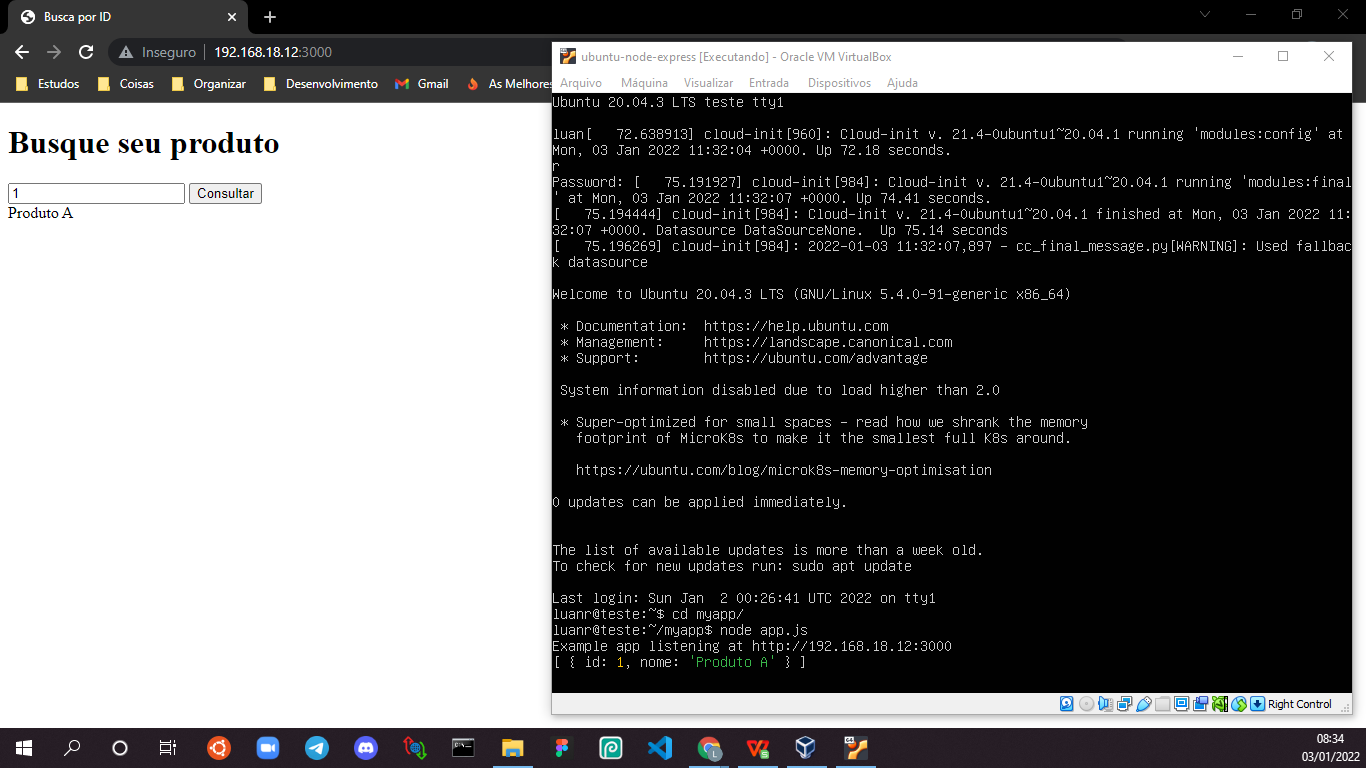 Busca por ID
Inseguro
192.168.18.12:3000
Estudos
Coisas
Organizar
Desenvolvimento
Gmail
As Melhores
Busque seu produto
1
Consultar
Produto A
ubuntu-node-express [Executando] - Oracle VM VirtualBox
Arquivo Máquina Visualizar Entrada Dispositivos Ajuda
Ubuntu 20.04.3 LTS teste tty1
luan[   72.638913] cloud-init[960]: Cloud-init v. 21.4-0ubuntu1~20.04.1 running 'modules:config' at
Mon, 03 Jan 2022 11:32:04 +0000. Up 72.18 seconds.
r
Password: [   75.191927] cloud-init[984]: Cloud-init v. 21.4-0ubuntu1~20.04.1 running 'modules:final
' at Mon, 03 Jan 2022 11:32:07 +0000. Up 74.41 seconds.
[   75.194444] cloud-init[984]: Cloud-init v. 21.4-0ubuntu1~20.04.1 finished at Mon, 03 Jan 2022 11:
32:07 +0000. Datasource DataSourceNone.  Up 75.14 seconds
[   75.196269] cloud-init[984]: 2022-01-03 11:32:07,897 - cc_final_message.py[WARNING]: Used fallbac
k datasource
Welcome to Ubuntu 20.04.3 LTS (GNU/Linux 5.4.0-91-generic x86_64)
* Documentation:  https://help.ubuntu.com
* Management:     https://landscape.canonical.com
* Support:        https://ubuntu.com/advantage
System information disabled due to load higher than 2.0
* Super-optimized for small spaces - read how we shrank the memory
footprint of MicroK8s to make it the smallest full K8s around.
https://ubuntu.com/blog/microk8s-memory-optimisation
0 updates can be applied immediately.
The list of available updates is more than a week old.
To check for new updates run: sudo apt update
Last login: Sun Jan  2 00:26:41 UTC 2022 on tty1
luanr@teste:~$ cd myapp/
luanr@teste:~/myapp$ node app.js
Example app listening at http://192.168.18.12:3000
[ { id: 1, nome: 'Produto A' } ]
Right Control
08:34
03/01/2022